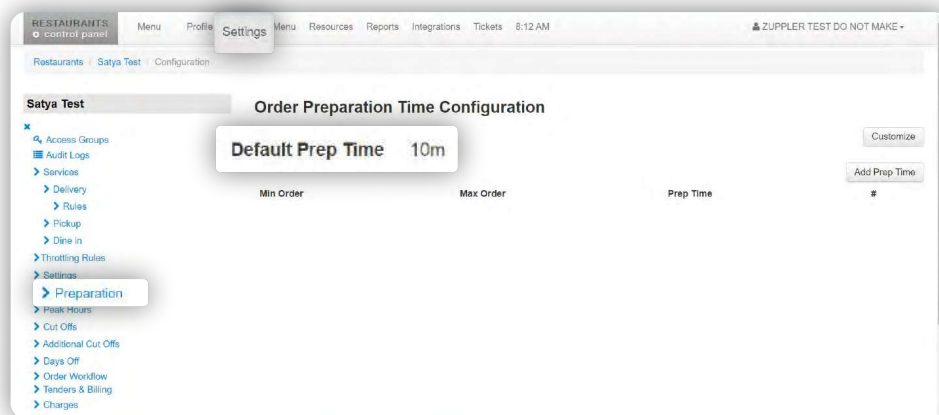 RESTAURANTS
control panel
Menu Profile Settings Menu Resources Reports Integrations Tickets 8:12 AM ZUPPLER TEST DO NOT MAKE
Restaurants / Satya Test / Configuration
Satya Test
Order Preparation Time Configuration
Customize
Default Prep Time 10m
Add Prep Time
Min Order Max Order Prep Time #
Access Groups
Audit Logs
Services
Delivery
Rules
Pickup
Dine in
Throttling Rules
Settings
Preparation
Peak Hours
Cut Offs
Additional Cut Offs
Days Off
Order Workflow
Tenders & Billing
Charges